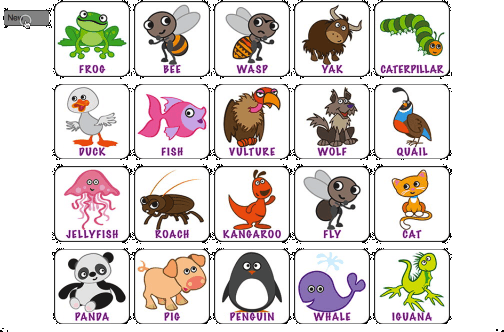 FROG BEE WASP YAK CATERPILLAR
DUCK FISH VULTURE WOLF QUAIL
JELLYFISH ROACH KANGAROO FLY CAT
PANDA PIG PENGUIN WHALE IGUANA